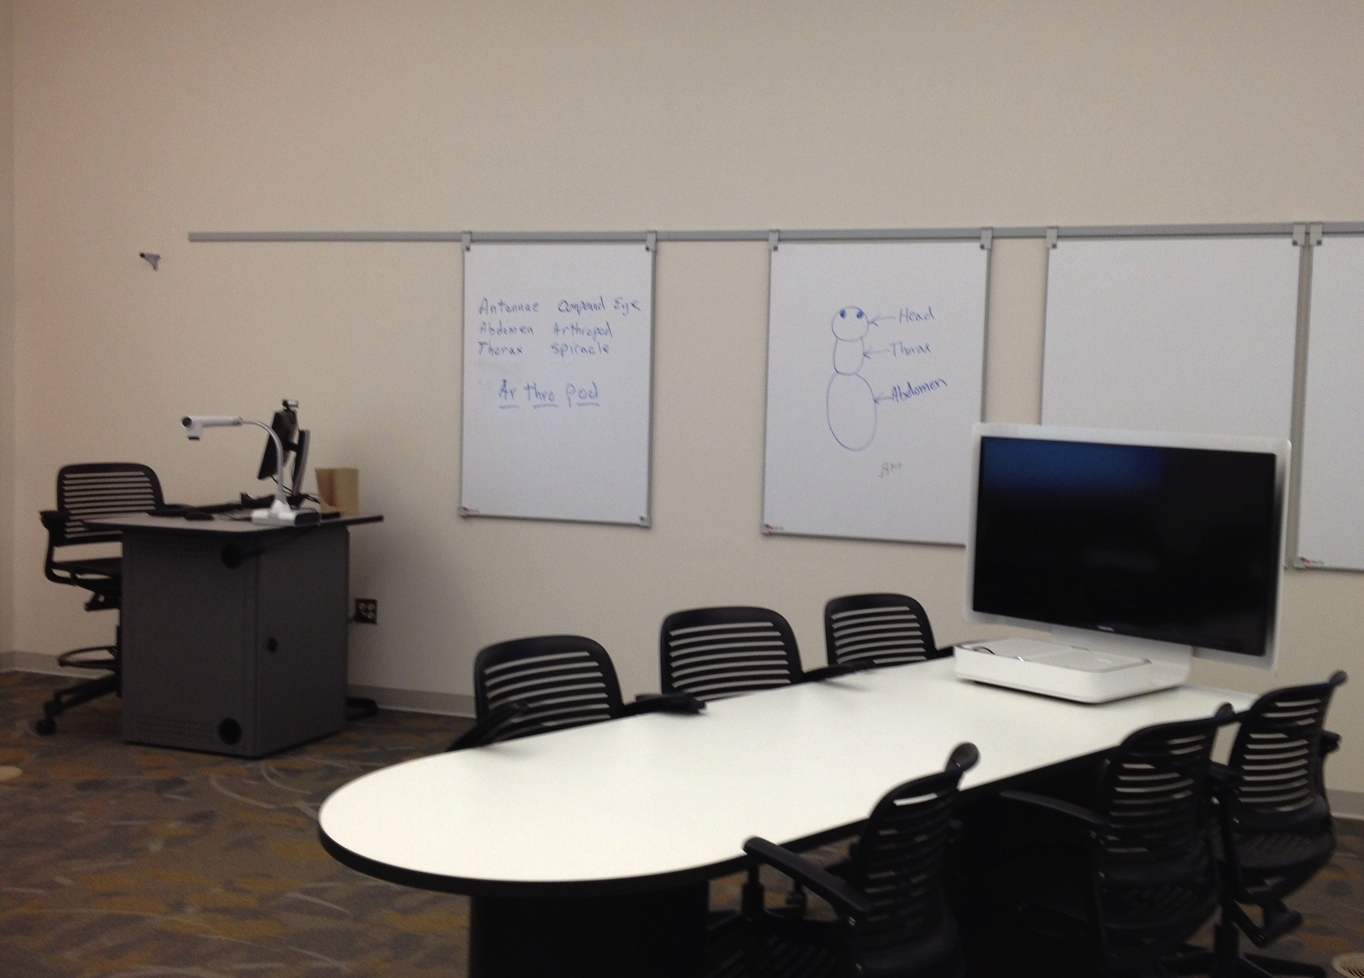 Antennae Compound Eye
Abdomen Arthropod
Thorax Spiracle
Ar thro pod
Head
Thorax
Abdomen